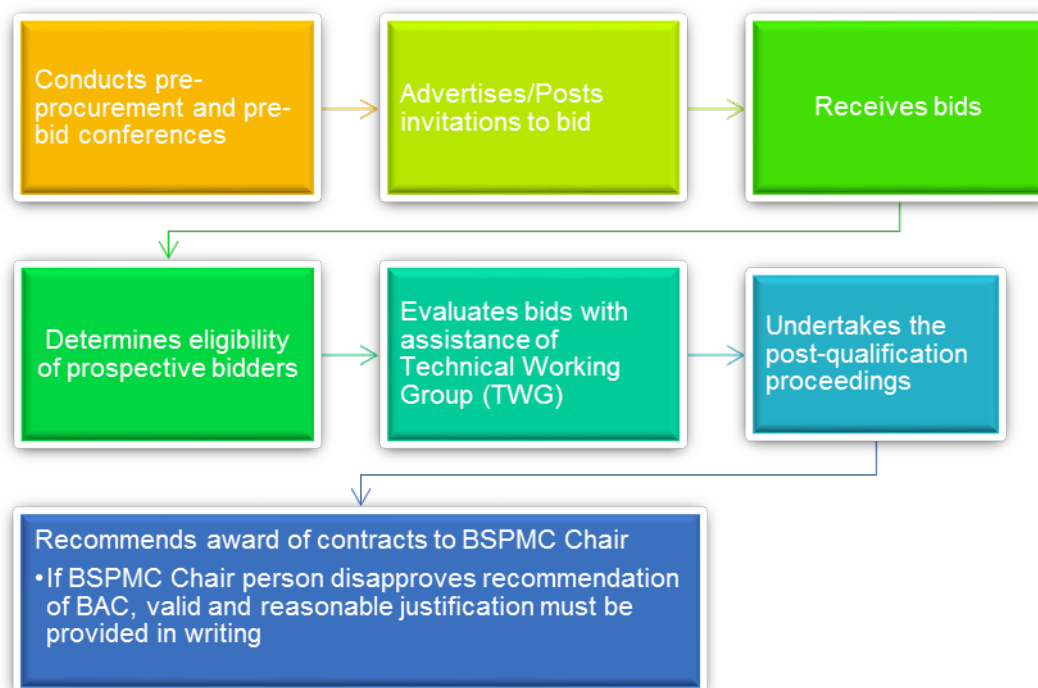 Conducts pre-
procurement and pre-
bid conferences
Advertises/Posts
invitations to bid
Receives bids
Determines eligibility
of prospective bidders
Evaluates bids with
assistance of
Technical Working
Group (TWG)
Undertakes the
post-qualification
proceedings
Recommends award of contracts to BSPMC Chair
•If BSPMC Chair person disapproves recommendation
of BAC, valid and reasonable justification must be
provided in writing